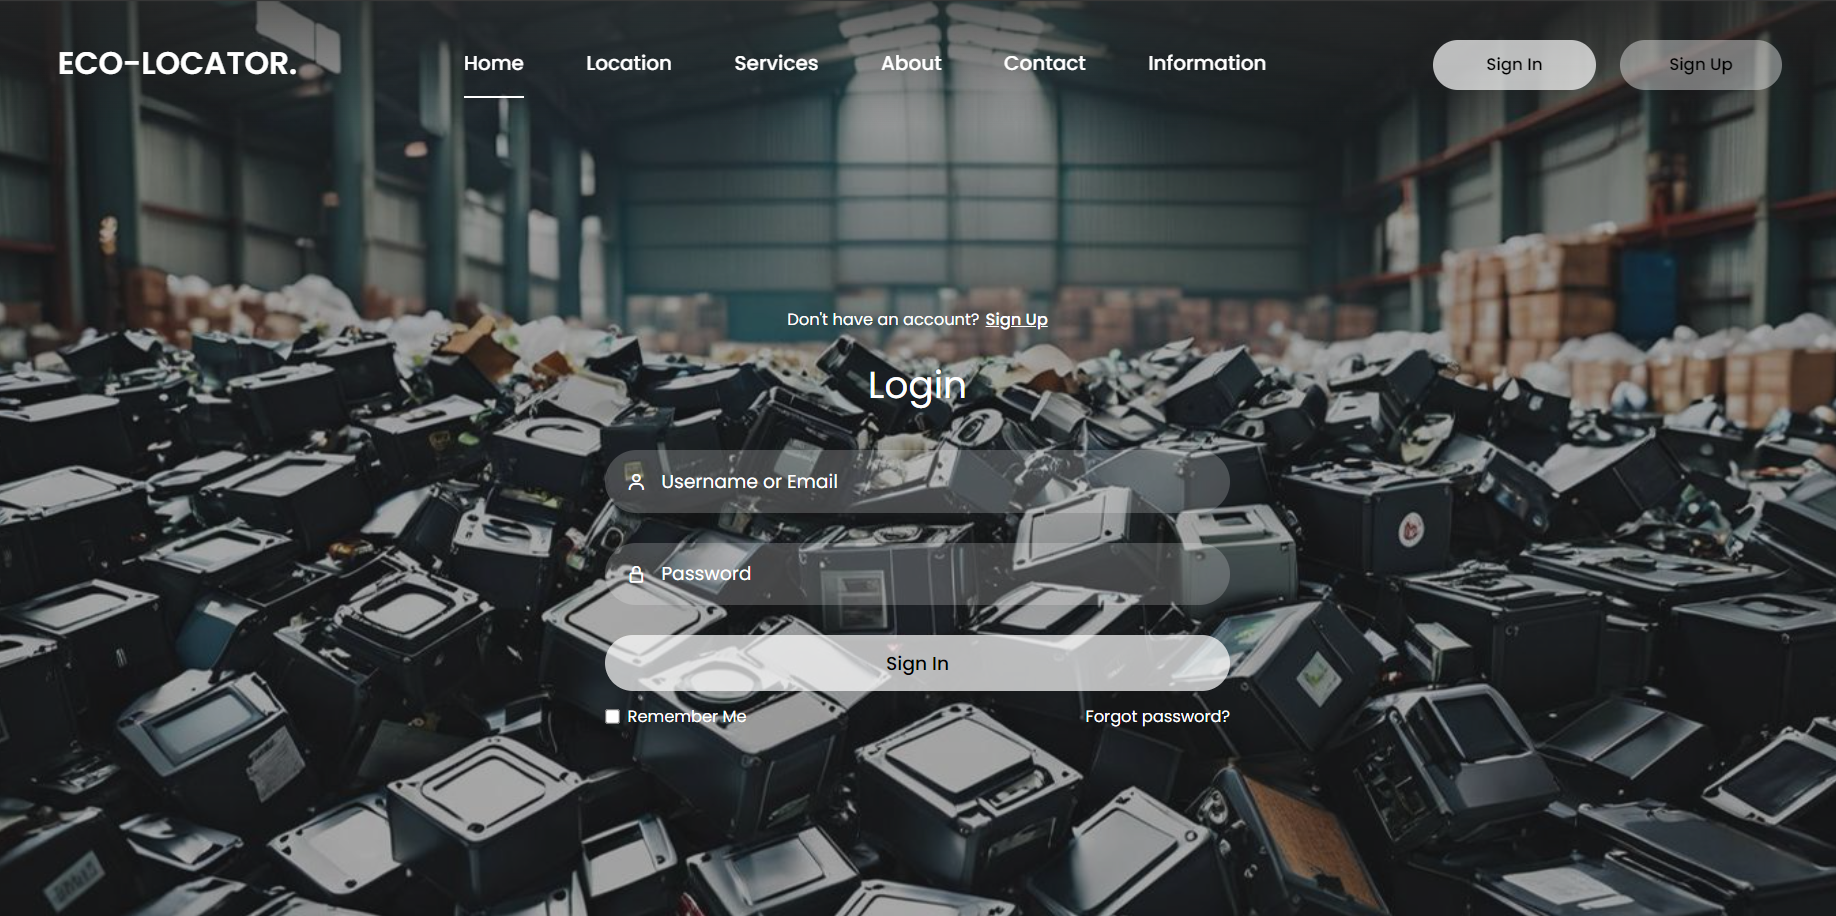 ECO-LOCATOR.
Home
Location
Services
About
Contact
Information
Sign In
Sign Up
Don't have an account? Sign Up
Login
Username or Email
Password
Sign In
Remember Me
Forgot password?